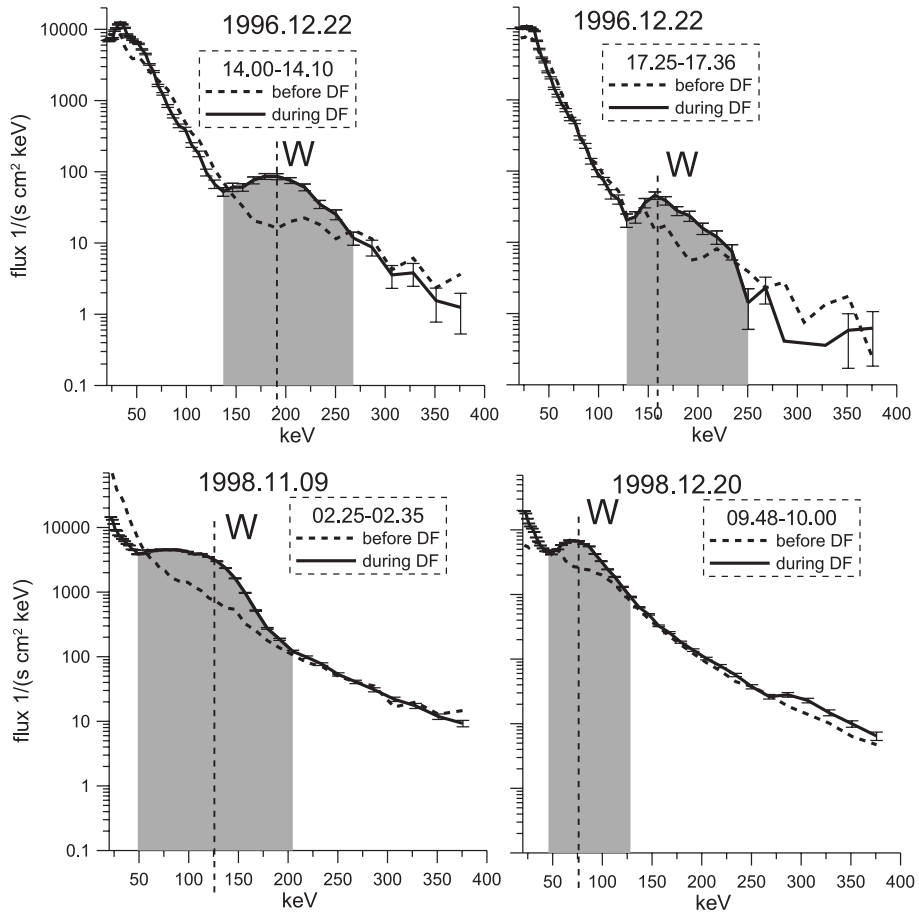 1996.12.22
14.00-14.10
before DF
during DF
W
flux 1/(s cm² keV)
10000
1000
100
10
1
0.1
50 100 150 200 250 300 350 400
keV
1996.12.22
17.25-17.36
before DF
during DF
W
50 100 150 200 250 300 350 400
keV
1998.11.09
02.25-02.35
before DF
during DF
W
flux 1/(s cm² keV)
10000
1000
100
10
1
0.1
50 100 150 200 250 300 350 400
keV
1998.12.20
09.48-10.00
before DF
during DF
W
50 100 150 200 250 300 350 400
keV